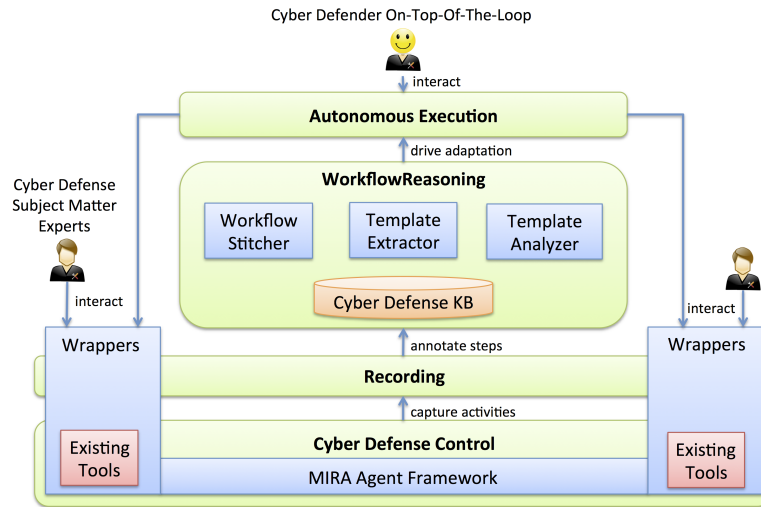 Cyber Defender On-Top-Of-The-Loop
interact
Autonomous Execution
drive adaptation
WorkflowReasoning
Cyber Defense
Subject Matter
Experts
Workflow
Stitcher
Template
Extractor
Template
Analyzer
Cyber Defense KB
interact
interact
annotate steps
Wrappers
Wrappers
Recording
capture activities
Cyber Defense Control
Existing
Tools
Existing
Tools
MIRA Agent Framework